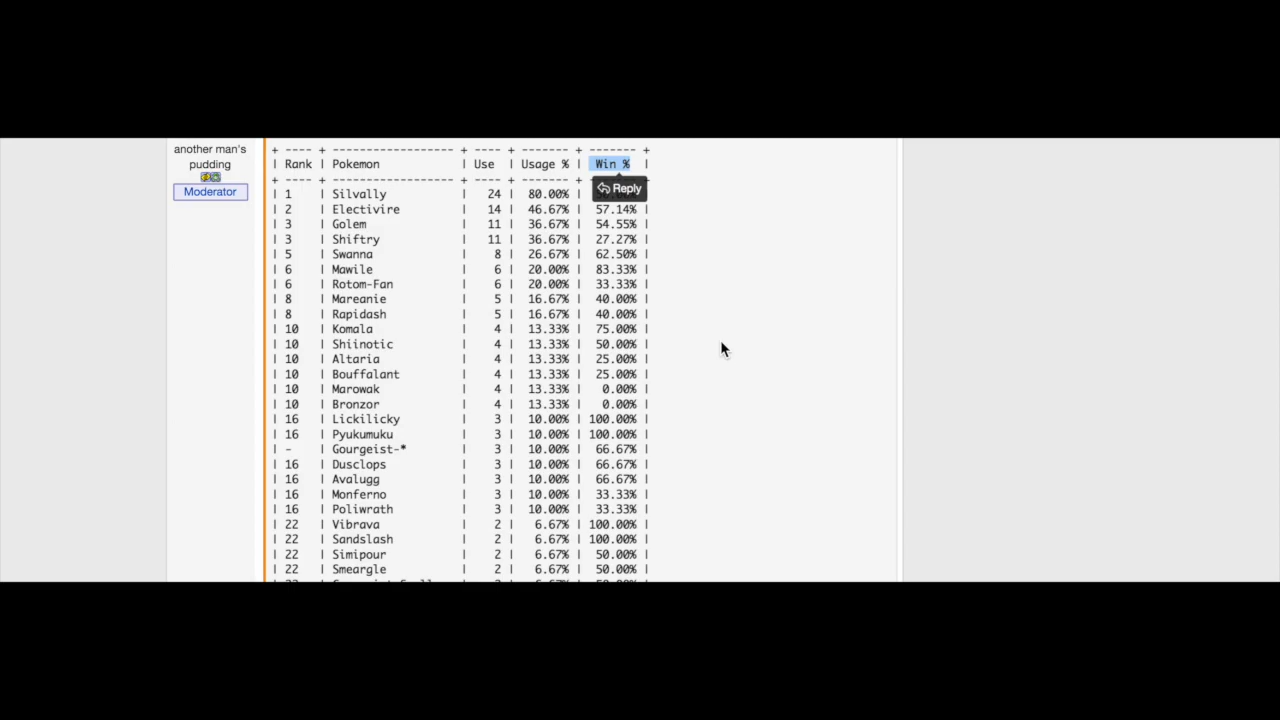 another man's
pudding
Moderator
+ ---- + ------------------ + ---- + ------- + ------- +
| Rank | Pokemon | Use | Usage % | Win % |
+ ---- + ------------------ + ---- + ------- +
Reply
| 1 | Silvally | 24 | 80.00% |
| 2 | Electivire | 14 | 46.67% | 57.14% |
| 3 | Golem | 11 | 36.67% | 54.55% |
| 3 | Shiftry | 11 | 36.67% | 27.27% |
| 5 | Swanna | 8 | 26.67% | 62.50% |
| 6 | Mawile | 6 | 20.00% | 83.33% |
| 6 | Rotom-Fan | 6 | 20.00% | 33.33% |
| 8 | Mareanie | 5 | 16.67% | 40.00% |
| 8 | Rapidash | 5 | 16.67% | 40.00% |
| 10 | Komala | 4 | 13.33% | 75.00% |
| 10 | Shiinotic | 4 | 13.33% | 50.00% |
| 10 | Altaria | 4 | 13.33% | 25.00% |
| 10 | Bouffalant | 4 | 13.33% | 25.00% |
| 10 | Marowak | 4 | 13.33% | 0.00% |
| 10 | Bronzor | 4 | 13.33% | 0.00% |
| 16 | Lickilicky | 3 | 10.00% | 100.00% |
| 16 | Pyukumuku | 3 | 10.00% | 100.00% |
| - | Gourgeist-* | 3 | 10.00% | 66.67% |
| 16 | Dusclops | 3 | 10.00% | 66.67% |
| 16 | Avalugg | 3 | 10.00% | 66.67% |
| 16 | Monferno | 3 | 10.00% | 33.33% |
| 16 | Poliwrath | 3 | 10.00% | 33.33% |
| 22 | Vibrava | 2 | 6.67% | 100.00% |
| 22 | Sandslash | 2 | 6.67% | 100.00% |
| 22 | Simipour | 2 | 6.67% | 50.00% |
| 22 | Smeargle | 2 | 6.67% | 50.00% |